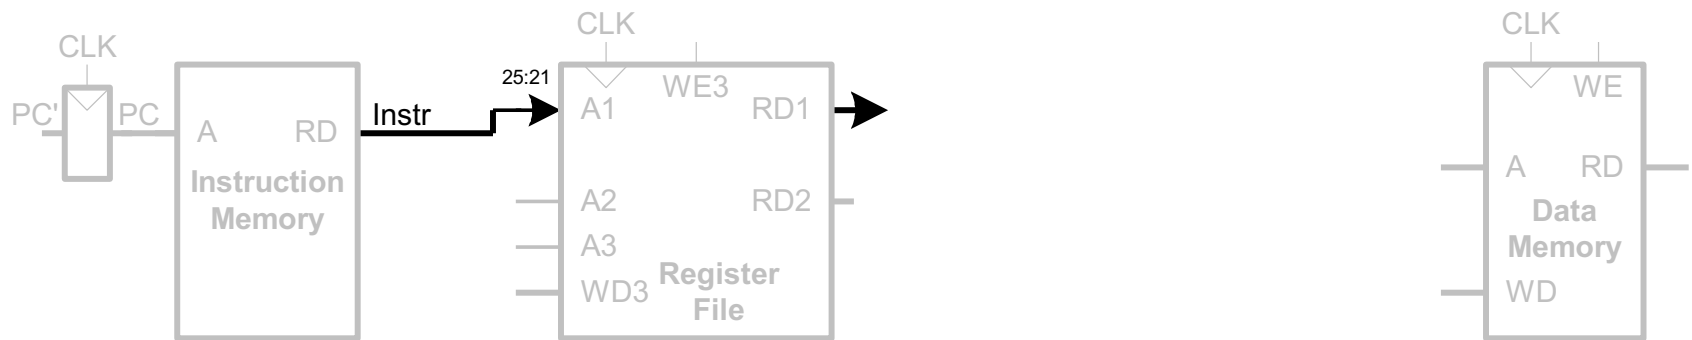 CLK
PC'
PC
A
RD
Instruction
Memory
Instr
25:21
CLK
WE3
A1
RD1
A2
RD2
A3
WD3
Register
File
CLK
WE
A
RD
Data
Memory
WD